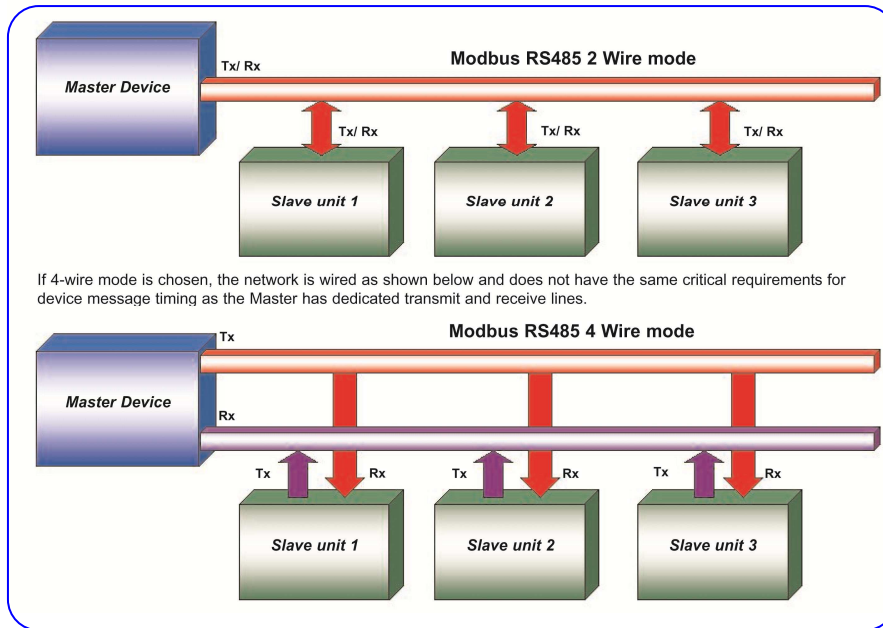 Modbus RS485 2 Wire mode
Master Device
Tx/ Rx
Tx/ Rx
Tx/ Rx
Tx/ Rx
Slave unit 1
Slave unit 2
Slave unit 3
If 4-wire mode is chosen, the network is wired as shown below and does not have the same critical requirements for
device message timing as the Master has dedicated transmit and receive lines.
Modbus RS485 4 Wire mode
Tx
Master Device
Rx
Tx
Rx
Tx
Rx
Tx
Rx
Slave unit 1
Slave unit 2
Slave unit 3